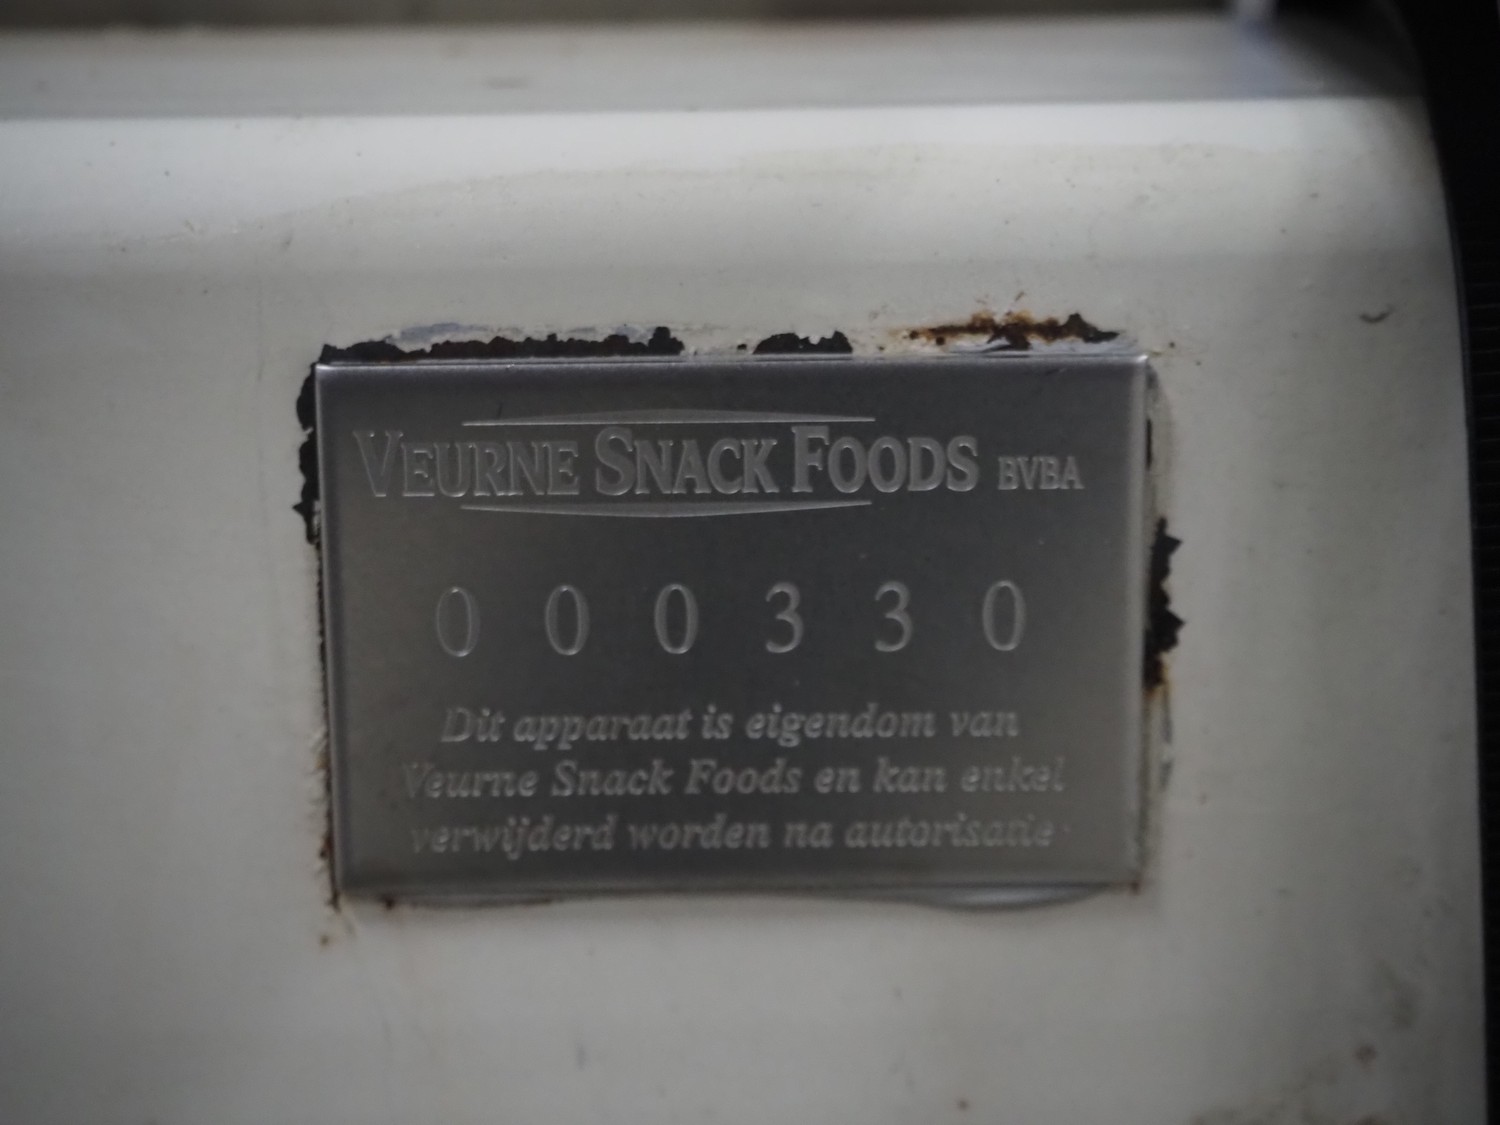 VEURNE SNACK FOODS BVBA
0 0 0 3 3 0
Dit apparaat is eigendom van
Veurne Snack Foods en kan enkel
verwijderd worden na autorisatie